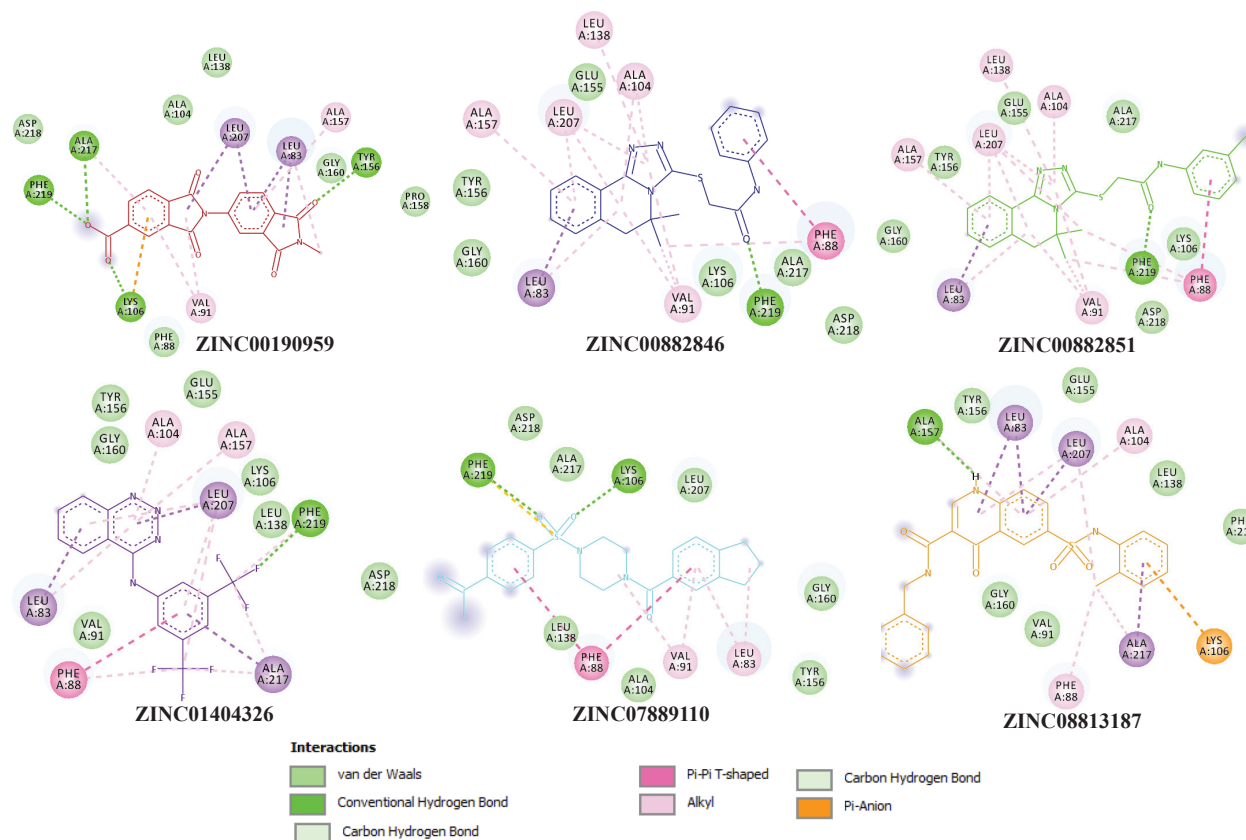 LEU
A:138
ALA
A:104
ASP
A:218
ALA
A:217
PHE
A:219
LEU
A:207
LEU
A:83
ALA
A:157
GLY
A:160
TYR
A:156
PRO
A:158
LYS
A:106
VAL
A:91
PHE
A:88
O
O
O
O
N
O
O
N
O
ZINC00190959
LEU
A:138
GLU
A:155
ALA
A:104
LEU
A:207
ALA
A:157
TYR
A:156
GLY
A:160
LEU
A:83
VAL
A:91
LYS
A:106
ALA
A:217
PHE
A:219
PHE
A:88
ASP
A:218
N
N
N
S
N
O
ZINC00882846
LEU
A:138
GLU
A:155
ALA
A:104
ALA
A:217
LEU
A:207
ALA
A:157
TYR
A:156
GLY
A:160
LEU
A:83
VAL
A:91
LYS
A:106
PHE
A:219
PHE
A:88
ASP
A:218
N
N
N
S
N
O
ZINC00882851
TYR
A:156
GLU
A:155
ALA
A:104
ALA
A:157
GLY
A:160
LYS
A:106
LEU
A:207
LEU
A:138
PHE
A:219
LEU
A:83
VAL
A:91
PHE
A:88
ALA
A:217
N
N
N
N
F
F
F
F
F
F
ZINC01404326
ASP
A:218
PHE
A:219
ALA
A:217
LYS
A:106
LEU
A:207
ASP
A:218
LEU
A:138
PHE
A:88
ALA
A:104
VAL
A:91
LEU
A:83
GLY
A:160
TYR
A:156
O
N
N
O
ZINC07889110
GLU
A:155
TYR
A:156
LEU
A:83
ALA
A:157
LEU
A:207
ALA
A:104
LEU
A:138
GLY
A:160
VAL
A:91
ALA
A:217
LYS
A:106
PHE
A:88
H
N
O
N
O
S
O
O
N
ZINC08813187
Interactions
van der Waals
Conventional Hydrogen Bond
Carbon Hydrogen Bond
Pi-Pi T-shaped
Alkyl
Carbon Hydrogen Bond
Pi-Anion